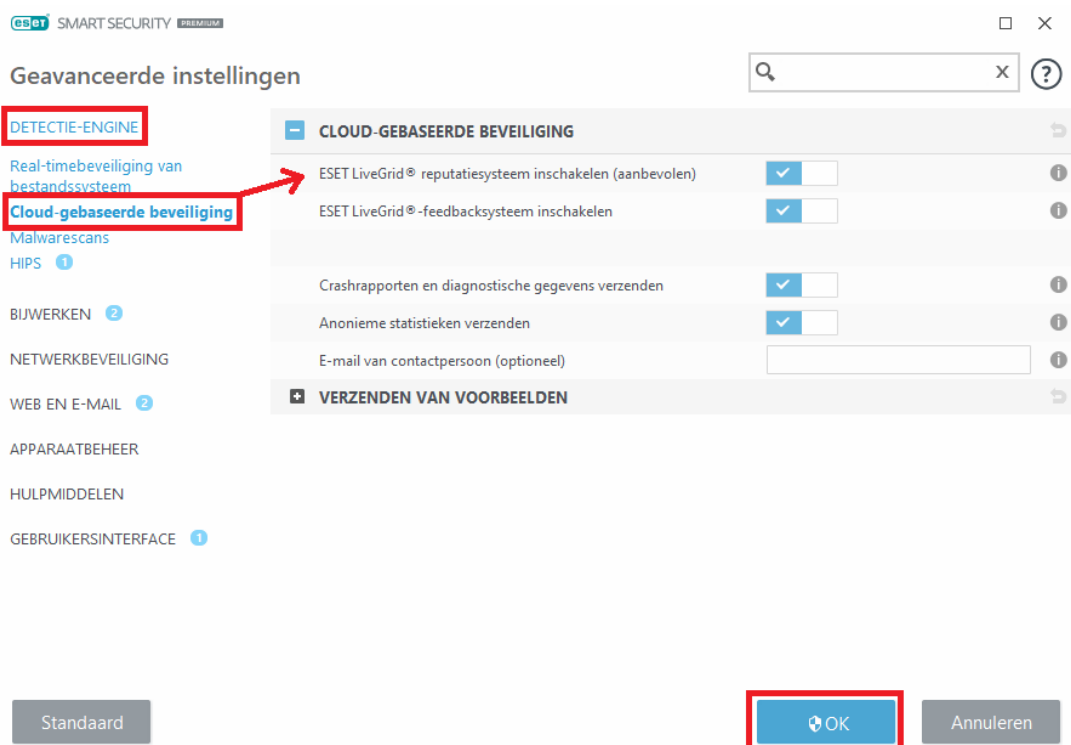 eset SMART SECURITY PREMIUM
Geavanceerde instellingen
x
?
DETECTIE-ENGINE
Real-timebeveiliging van
bestandssysteem
Cloud-gebaseerde beveiliging
Malwarescans
HIPS 1
BIJWERKEN 2
NETWERKBEVEILIGING
WEB EN E-MAIL 2
APPARAATBEHEER
HULPMIDDELEN
GEBRUIKERSINTERFACE 1
CLOUD-GEBASEERDE BEVEILIGING
ESET LiveGrid® reputatiesysteem inschakelen (aanbevolen)
ESET LiveGrid®-feedbacksysteem inschakelen
Crashrapporten en diagnostische gegevens verzenden
Anonieme statistieken verzenden
E-mail van contactpersoon (optioneel)
VERZENDEN VAN VOORBEELDEN
Standaard
OK
Annuleren